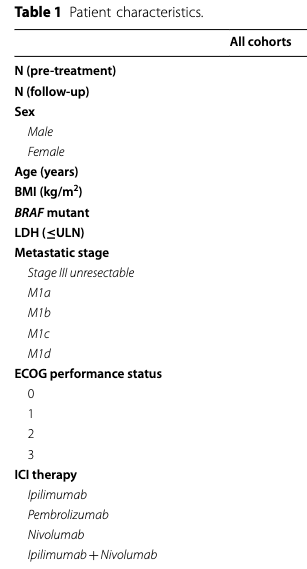 Table 1 Patient characteristics.
All cohorts
N (pre-treatment)
N (follow-up)
Sex
Male
Female
Age (years)
BMI (kg/m²)
BRAF mutant
LDH (≤ULN)
Metastatic stage
Stage III unresectable
M1a
M1b
M1c
M1d
ECOG performance status
0
1
2
3
ICI therapy
Ipilimumab
Pembrolizumab
Nivolumab
Ipilimumab + Nivolumab